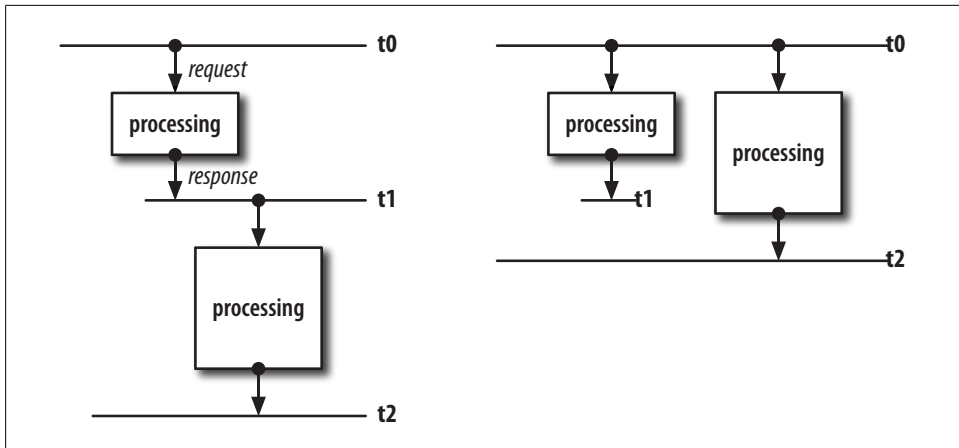 t0
request
processing
response
t1
processing
t2
t0
processing
processing
t1
t2